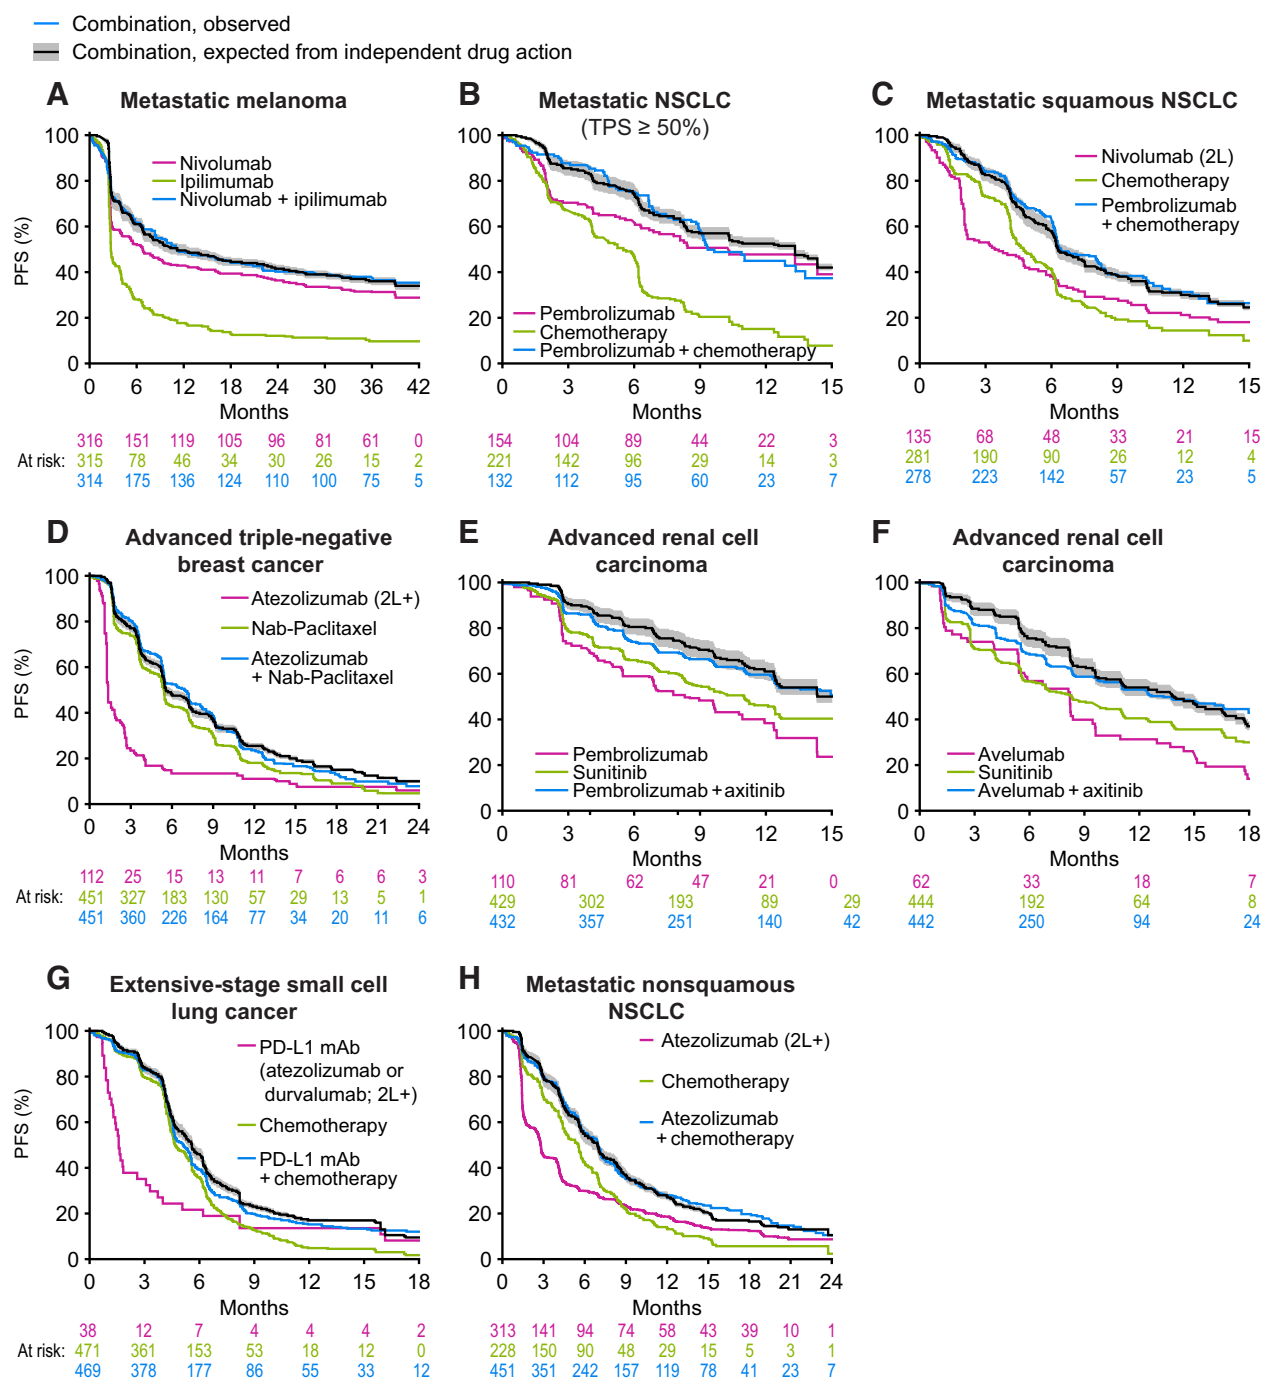 Combination, observed
Combination, expected from independent drug action
A Metastatic melanoma
PFS (%)
100
80
60
40
20
0
Nivolumab
Ipilimumab
Nivolumab + ipilimumab
0 6 12 18 24 30 36 42
Months
316 151 119 105 96 81 61 0
At risk: 315 78 46 34 30 26 15 2
314 175 136 124 110 100 75 5
B Metastatic NSCLC
(TPS ≥ 50%)
100
80
60
40
20
0
Pembrolizumab
Chemotherapy
Pembrolizumab + chemotherapy
0 3 6 9 12 15
Months
154 104 89 44 22 3
221 142 96 29 14 3
132 112 95 60 23 7
C Metastatic squamous NSCLC
100
80
60
40
20
0
Nivolumab (2L)
Chemotherapy
Pembrolizumab
+ chemotherapy
0 3 6 9 12 15
Months
135 68 48 33 21 15
281 190 90 26 12 4
278 223 142 57 23 5
D Advanced triple-negative
breast cancer
PFS (%)
100
80
60
40
20
0
Atezolizumab (2L+)
Nab-Paclitaxel
Atezolizumab
+ Nab-Paclitaxel
0 3 6 9 12 15 18 21 24
Months
112 25 15 13 11 7 6 6 3
At risk: 451 327 183 130 57 29 13 5 1
451 360 226 164 77 34 20 11 6
E Advanced renal cell
carcinoma
100
80
60
40
20
0
Pembrolizumab
Sunitinib
Pembrolizumab + axitinib
0 3 6 9 12 15
Months
110 81 62 47 21 0
429 302 193 89 29
432 357 251 140 42
F Advanced renal cell
carcinoma
100
80
60
40
20
0
Avelumab
Sunitinib
Avelumab + axitinib
0 3 6 9 12 15 18
Months
62 33 18 7
444 192 64 8
442 250 94 24
G Extensive-stage small cell
lung cancer
PFS (%)
100
80
60
40
20
0
PD-L1 mAb
(atezolizumab or
durvalumab; 2L+)
Chemotherapy
PD-L1 mAb
+ chemotherapy
0 3 6 9 12 15 18
Months
38 12 7 4 4 4 2
At risk: 471 361 153 53 18 12 0
469 378 177 86 55 33 12
H Metastatic nonsquamous
NSCLC
100
80
60
40
20
0
Atezolizumab (2L+)
Chemotherapy
Atezolizumab
+ chemotherapy
0 3 6 9 12 15 18 21 24
Months
313 141 94 74 58 43 39 10 1
228 150 90 48 29 15 5 3 1
451 351 242 157 119 78 41 23 7